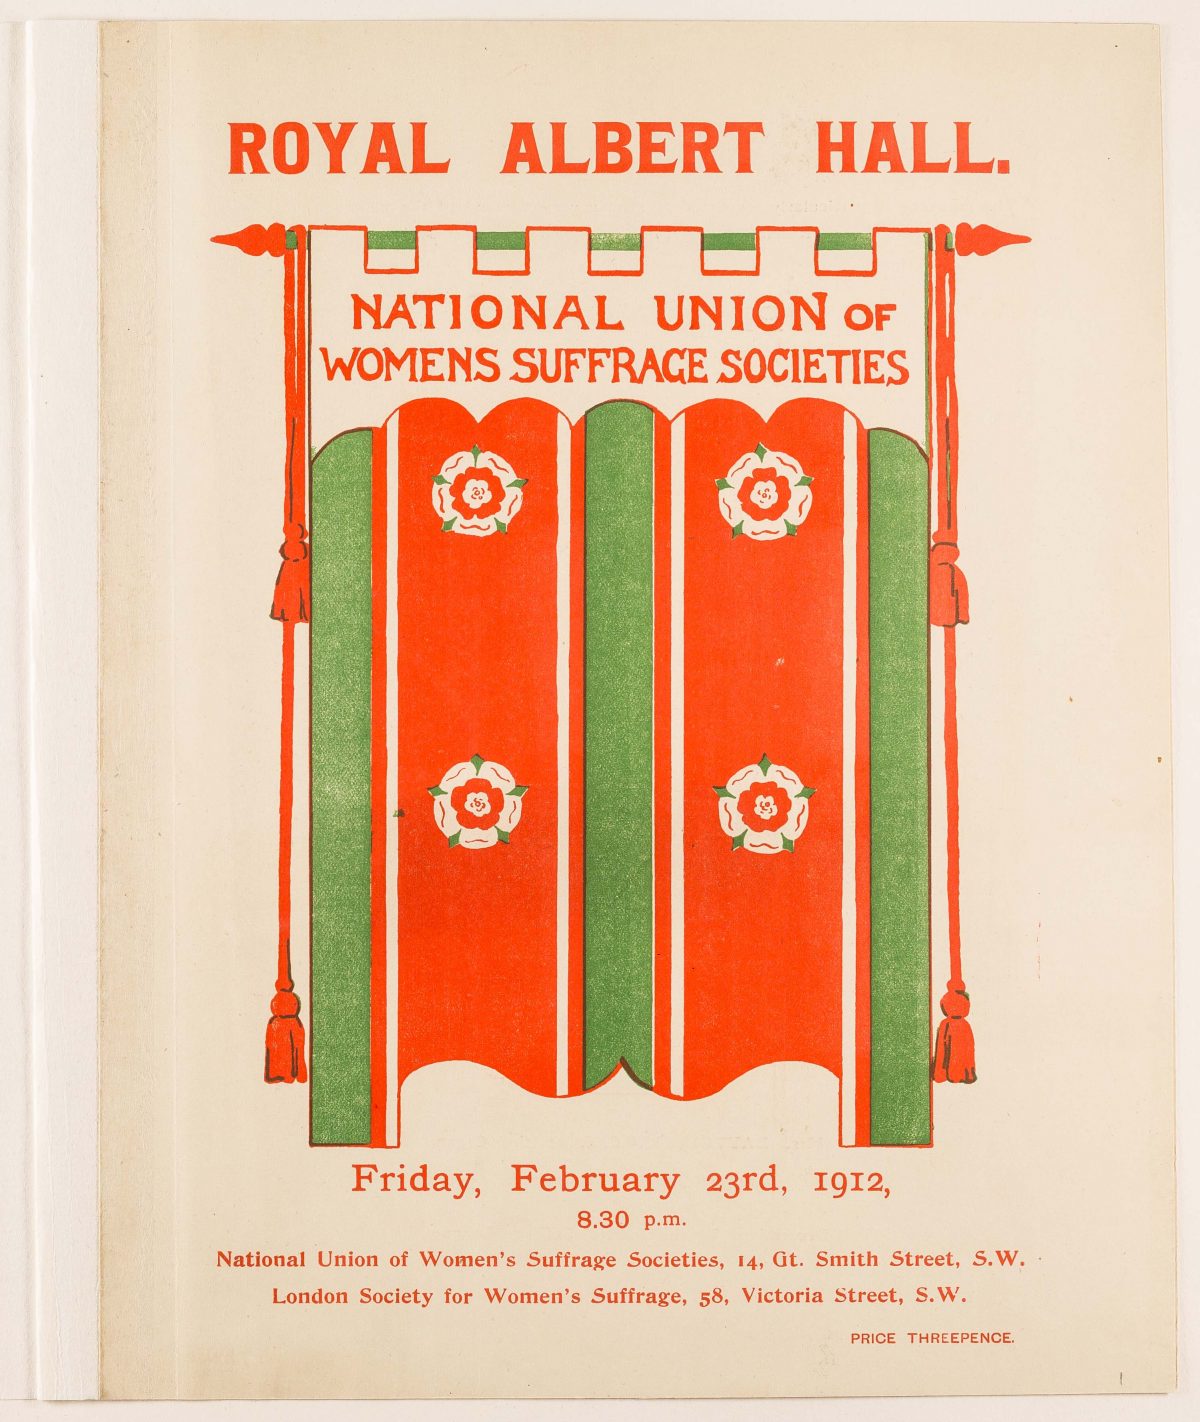 ROYAL ALBERT HALL.
NATIONAL UNION OF
WOMENS SUFFRAGE SOCIETIES
Friday, February 23rd, 1912,
8.30 p.m.
National Union of Women's Suffrage Societies, 14, Gt. Smith Street, S.W.
London Society for Women's Suffrage, 58, Victoria Street, S.W.
PRICE THREEPENCE.